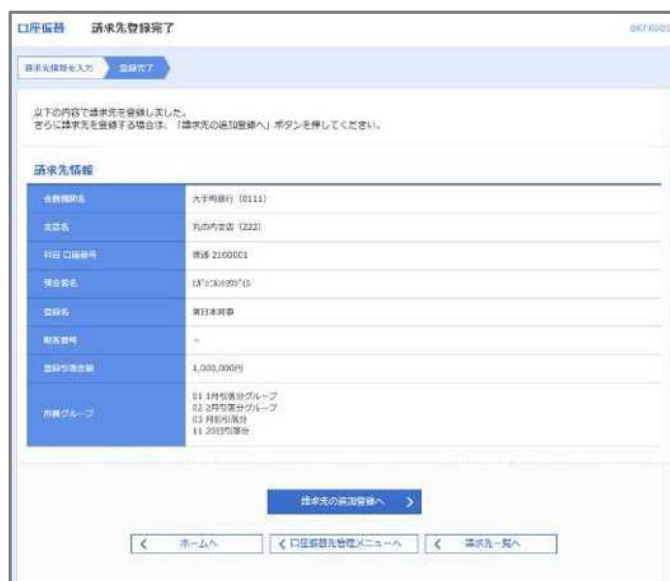 口座振替 請求先登録完了
請求先情報を入力 登録完了
以下の内容で請求先を登録しました。
さらに請求先を登録する場合は、「請求先の追加登録へ」ボタンを押してください。
請求先情報
金融機関名 大手町銀行（0111）
支店名 丸の内支店（222）
科目 口座番号 普通 2100001
預金者名
登録名 東日本商事
顧客番号 －
登録引落金額 1,000,000円
所属グループ 01 1月引落分グループ
02 2月引落分グループ
03 月初引落分
11 20日引落分
請求先の追加登録へ
ホームへ 口座振替先管理メニューへ 請求先一覧へ